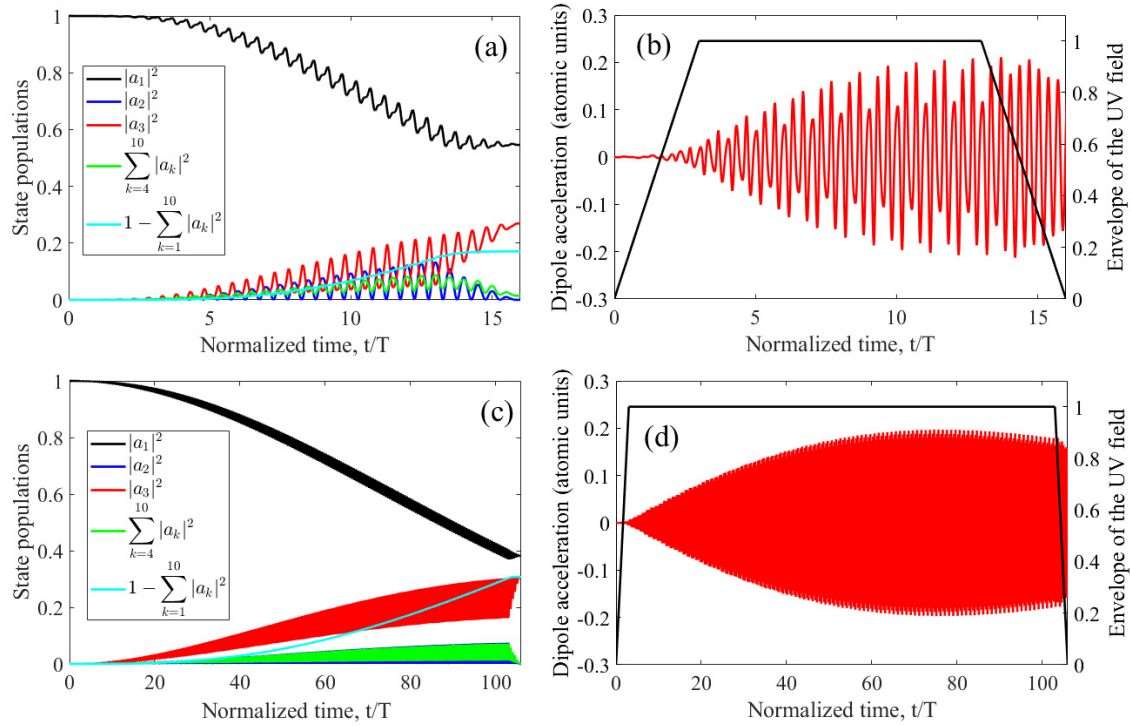 (a)
State populations
1
0.8
0.6
0.4
0.2
0
|a₁|²
|a₂|²
|a₃|²
10
∑ |aₖ|²
k=4
10
1 − ∑ |aₖ|²
k=1
0 5 10 15
Normalized time, t/T
(b)
Dipole acceleration (atomic units)
0.3
0.2
0.1
0
-0.1
-0.2
-0.3
1
0.8
0.6
0.4
0.2
0
Envelope of the UV field
0 5 10 15
Normalized time, t/T
(c)
State populations
1
0.8
0.6
0.4
0.2
0
|a₁|²
|a₂|²
|a₃|²
10
∑ |aₖ|²
k=4
10
1 − ∑ |aₖ|²
k=1
0 20 40 60 80 100
Normalized time, t/T
(d)
Dipole acceleration (atomic units)
0.3
0.2
0.1
0
-0.1
-0.2
-0.3
1
0.8
0.6
0.4
0.2
0
Envelope of the UV field
0 20 40 60 80 100
Normalized time, t/T